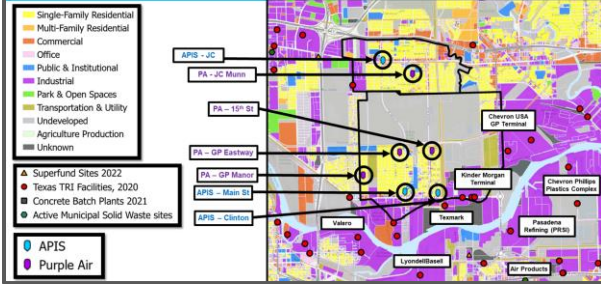 Single-Family Residential
Multi-Family Residential
Commercial
Office
Public & Institutional
Industrial
Park & Open Spaces
Transportation & Utility
Undeveloped
Agriculture Production
Unknown
Superfund Sites 2022
Texas TRI Facilities, 2020
Concrete Batch Plants 2021
Active Municipal Solid Waste sites
APIS
Purple Air
APIS - JC
PA - JC Munn
PA – 15th St
PA – GP Eastway
PA – GP Manor
APIS – Main St
APIS – Clinton
Chevron USA
GP Terminal
Kinder Morgan
Terminal
Chevron Phillips
Plastics Complex
Valaro
Texmark
Pasadena
Refining (PRSI)
LyondellBasell
Air Products